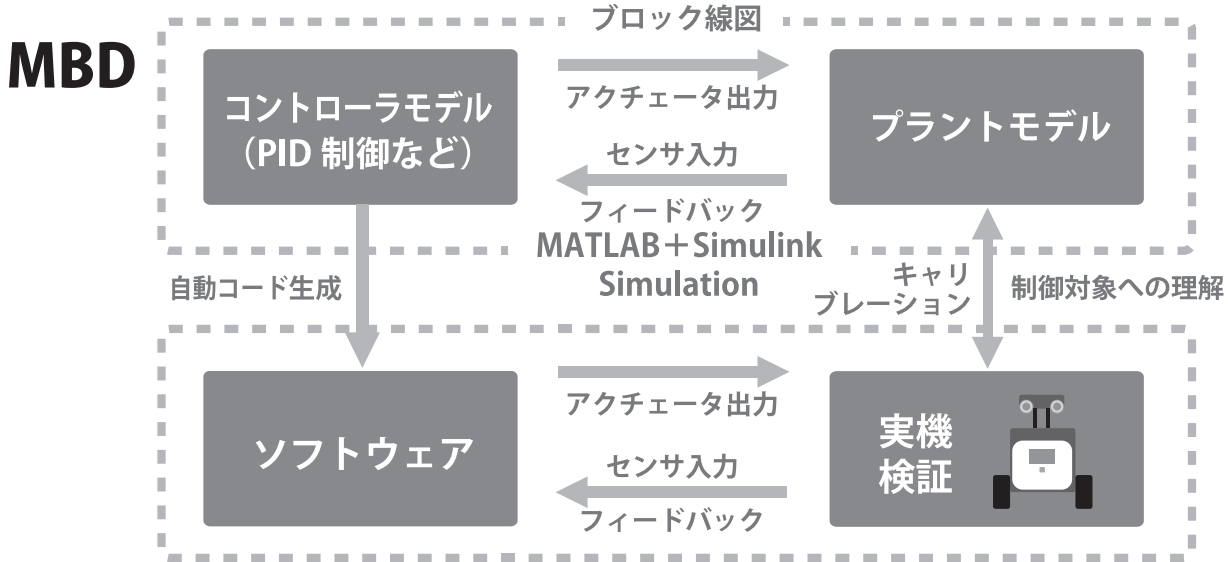 MBD
ブロック線図
コントローラモデル
（PID 制御など）
アクチェータ出力
センサ入力
フィードバック
プラントモデル
MATLAB＋Simulink
Simulation
自動コード生成
キャリ
ブレーション
制御対象への理解
ソフトウェア
アクチェータ出力
センサ入力
フィードバック
実機
検証